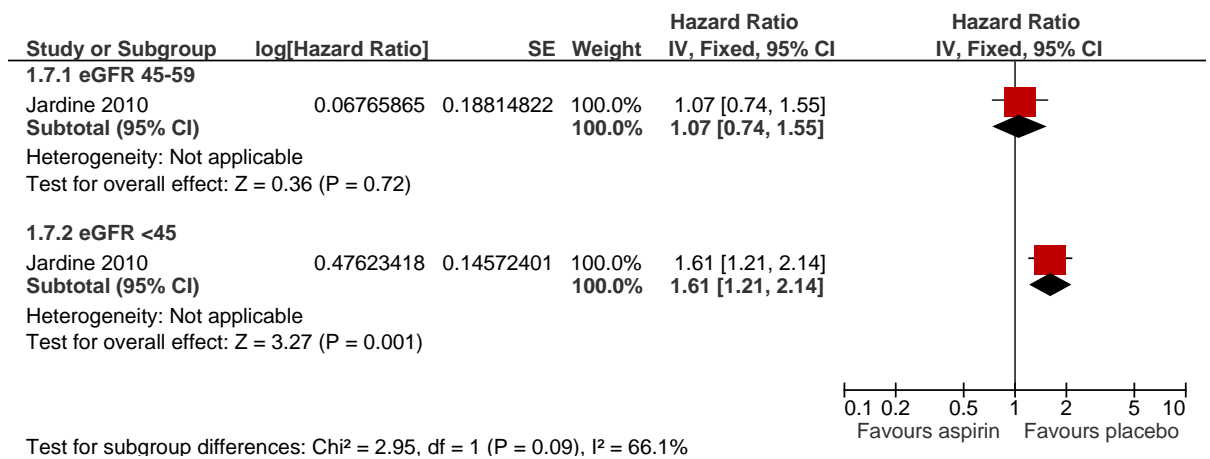 Hazard Ratio Hazard Ratio
Study or Subgroup log[Hazard Ratio] SE Weight IV, Fixed, 95% CI IV, Fixed, 95% CI
1.7.1 eGFR 45-59
Jardine 2010 0.06765865 0.18814822 100.0% 1.07 [0.74, 1.55]
Subtotal (95% CI) 100.0% 1.07 [0.74, 1.55]
Heterogeneity: Not applicable
Test for overall effect: Z = 0.36 (P = 0.72)
1.7.2 eGFR <45
Jardine 2010 0.47623418 0.14572401 100.0% 1.61 [1.21, 2.14]
Subtotal (95% CI) 100.0% 1.61 [1.21, 2.14]
Heterogeneity: Not applicable
Test for overall effect: Z = 3.27 (P = 0.001)
0.1 0.2 0.5 1 2 5 10
Favours aspirin Favours placebo
Test for subgroup differences: Chi² = 2.95, df = 1 (P = 0.09), I² = 66.1%